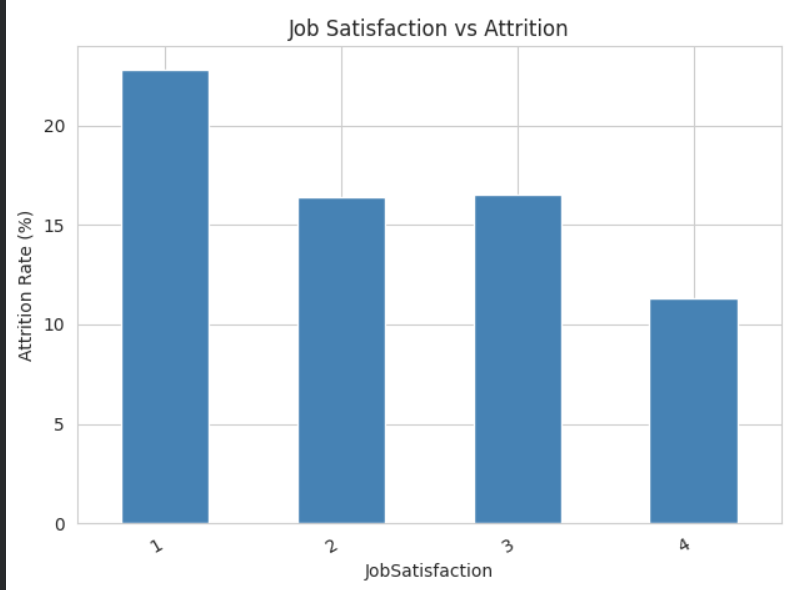 Job Satisfaction vs Attrition
Attrition Rate (%)
20
15
10
5
0
1 2 3 4
JobSatisfaction